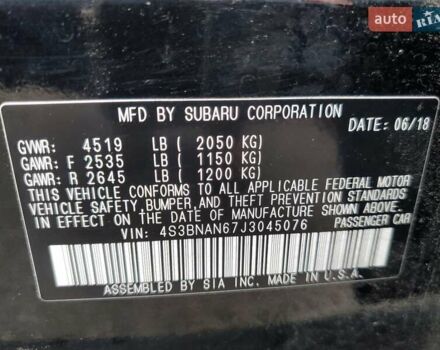 AUTO RIA
MFD BY SUBARU CORPORATION DATE: 06/18
GVWR: 4519 LB ( 2050 KG)
GAWR: F 2535 LB ( 1150 KG)
GAWR: R 2645 LB ( 1200 KG)
THIS VEHICLE CONFORMS TO ALL APPLICABLE FEDERAL MOTOR
VEHICLE SAFETY, BUMPER, AND THEFT PREVENTION
STANDARDS IN EFFECT ON THE DATE OF MANUFACTURE SHOWN ABOVE.
VIN: 4S3BNAN67J3045076 PASSENGER CAR
ASSEMBLED BY SIA INC. MADE IN U.S.A.